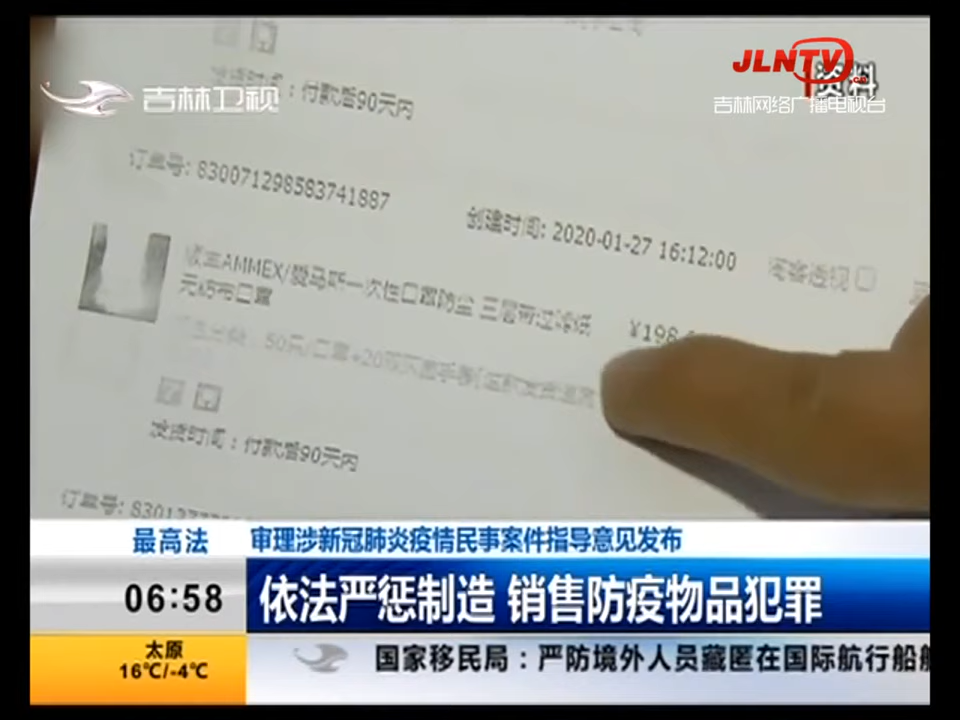 JLNTV
资料
吉林卫视
吉林网络广播电视台
发货时间：付款后90天内
订单号: 830071298583741887
创建时间: 2020-01-27 16:12:00
AMMEX/爱马斯一次性口罩防尘 三层带过滤纸
无纺布口罩
¥198
发货时间：付款后90天内
订单号:
最高法
审理涉新冠肺炎疫情民事案件指导意见发布
06:58
依法严惩制造 销售防疫物品犯罪
太原
16℃/-4℃
国家移民局：严防境外人员藏匿在国际航行船